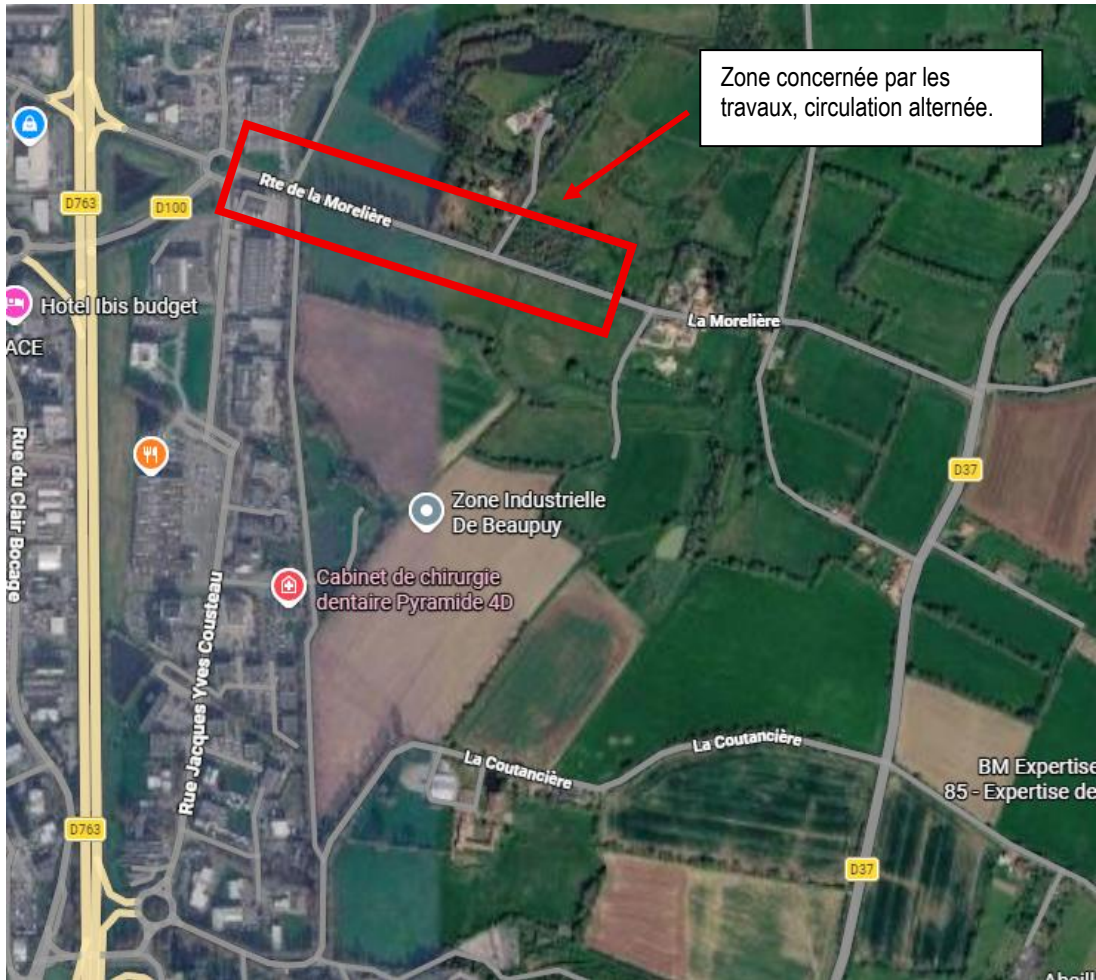 Zone concernée par les
travaux, circulation alternée.
Rte de la Morelière
D763
D100
Hotel Ibis budget
ACE
La Morelière
Rue du Clair Bocage
D37
Zone Industrielle
De Beaupuy
Cabinet de chirurgie
dentaire Pyramide 4D
Rue Jacques Yves Cousteau
La Coutancière
La Coutancière
BM Expertise
85 - Expertise de
D763
D37